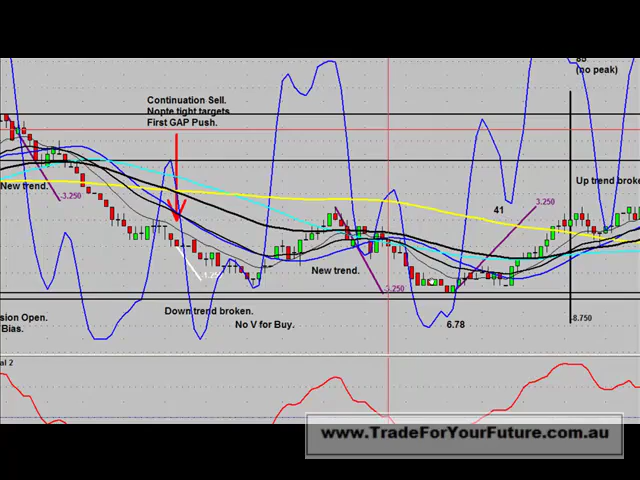 85
(no peak)
Continuation Sell.
Nopte tight targets
First GAP Push.
New trend.
-3.250
Up trend broke
3.250
41
New trend.
-3.250
Down trend broken.
sion Open.
Bias.
No V for Buy.
6.78
-8.750
al 2
www.TradeForYourFuture.com.au